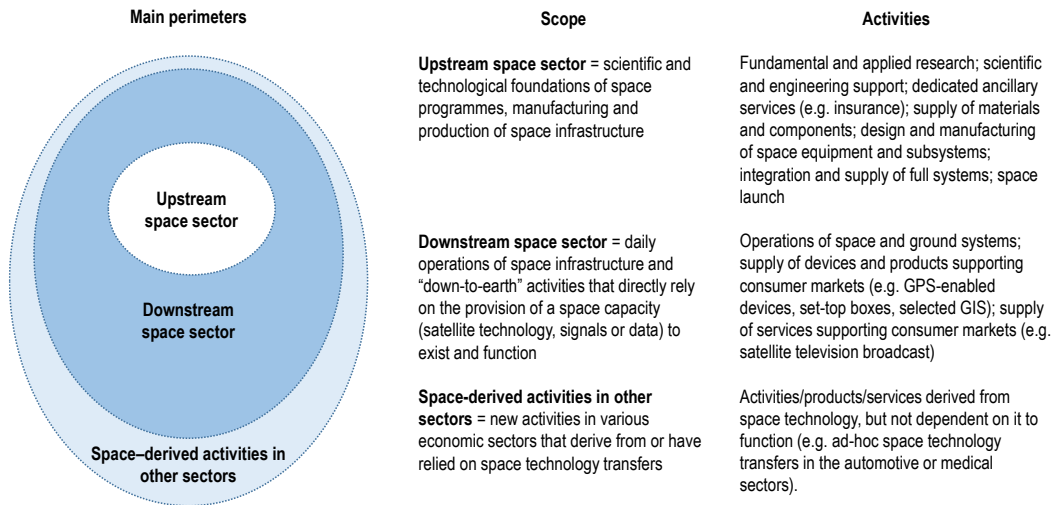 Main perimeters
Scope
Activities
Upstream
space sector
Downstream
space sector
Space–derived activities in
other sectors
Upstream space sector = scientific and
technological foundations of space
programmes, manufacturing and
production of space infrastructure
Fundamental and applied research; scientific
and engineering support; dedicated ancillary
services (e.g. insurance); supply of materials
and components; design and manufacturing
of space equipment and subsystems;
integration and supply of full systems; space
launch
Downstream space sector = daily
operations of space infrastructure and
“down-to-earth” activities that directly rely
on the provision of a space capacity
(satellite technology, signals or data) to
exist and function
Operations of space and ground systems;
supply of devices and products supporting
consumer markets (e.g. GPS-enabled
devices, set-top boxes, selected GIS); supply
of services supporting consumer markets (e.g.
satellite television broadcast)
Space-derived activities in other
sectors = new activities in various
economic sectors that derive from or have
relied on space technology transfers
Activities/products/services derived from
space technology, but not dependent on it to
function (e.g. ad-hoc space technology
transfers in the automotive or medical
sectors).